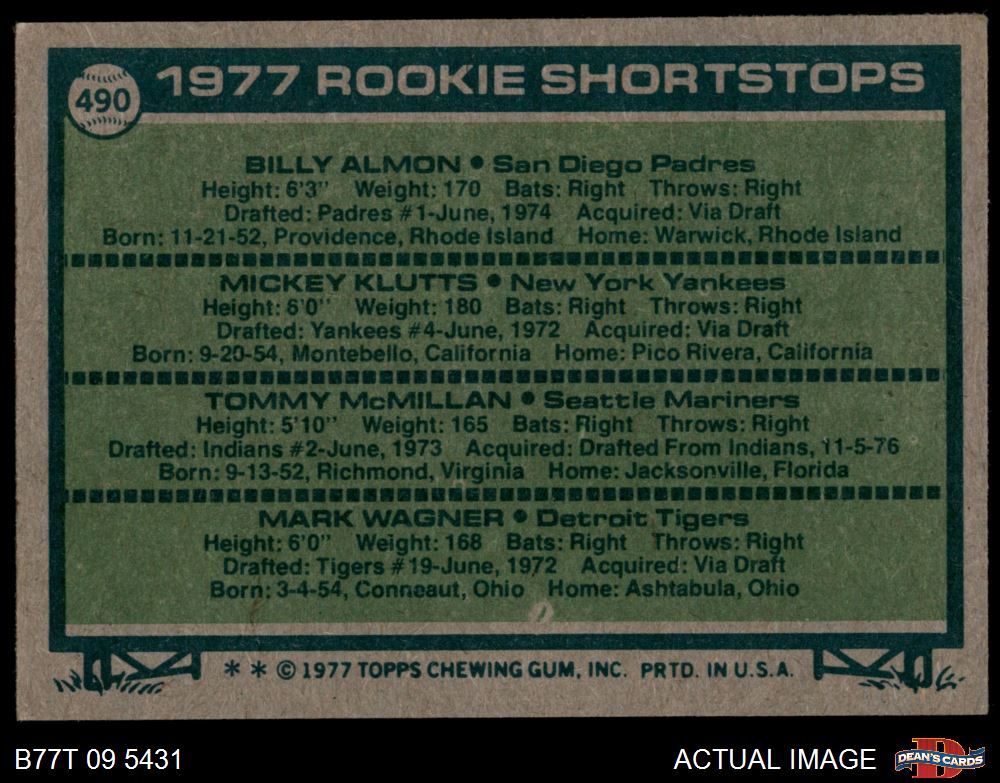 490
1977 ROOKIE SHORTSTOPS
BILLY ALMON • San Diego Padres
Height: 6'3" Weight: 170 Bats: Right Throws: Right
Drafted: Padres #1-June, 1974 Acquired: Via Draft
Born: 11-21-52, Providence, Rhode Island Home: Warwick, Rhode Island
MICKEY KLUTTS • New York Yankees
Height: 6'0" Weight: 180 Bats: Right Throws: Right
Drafted: Yankees #4-June, 1972 Acquired: Via Draft
Born: 9-20-54, Montebello, California Home: Pico Rivera, California
TOMMY McMILLAN • Seattle Mariners
Height: 5'10" Weight: 165 Bats: Right Throws: Right
Drafted: Indians #2-June, 1973 Acquired: Drafted From Indians, 11-5-76
Born: 9-13-52, Richmond, Virginia Home: Jacksonville, Florida
MARK WAGNER • Detroit Tigers
Height: 6'0" Weight: 168 Bats: Right Throws: Right
Drafted: Tigers #19-June, 1972 Acquired: Via Draft
Born: 3-4-54, Conneaut, Ohio Home: Ashtabula, Ohio
* * © 1977 TOPPS CHEWING GUM, INC. PRTD. IN U.S.A.
B77T 09 5431
ACTUAL IMAGE
D
DEAN'S CARDS